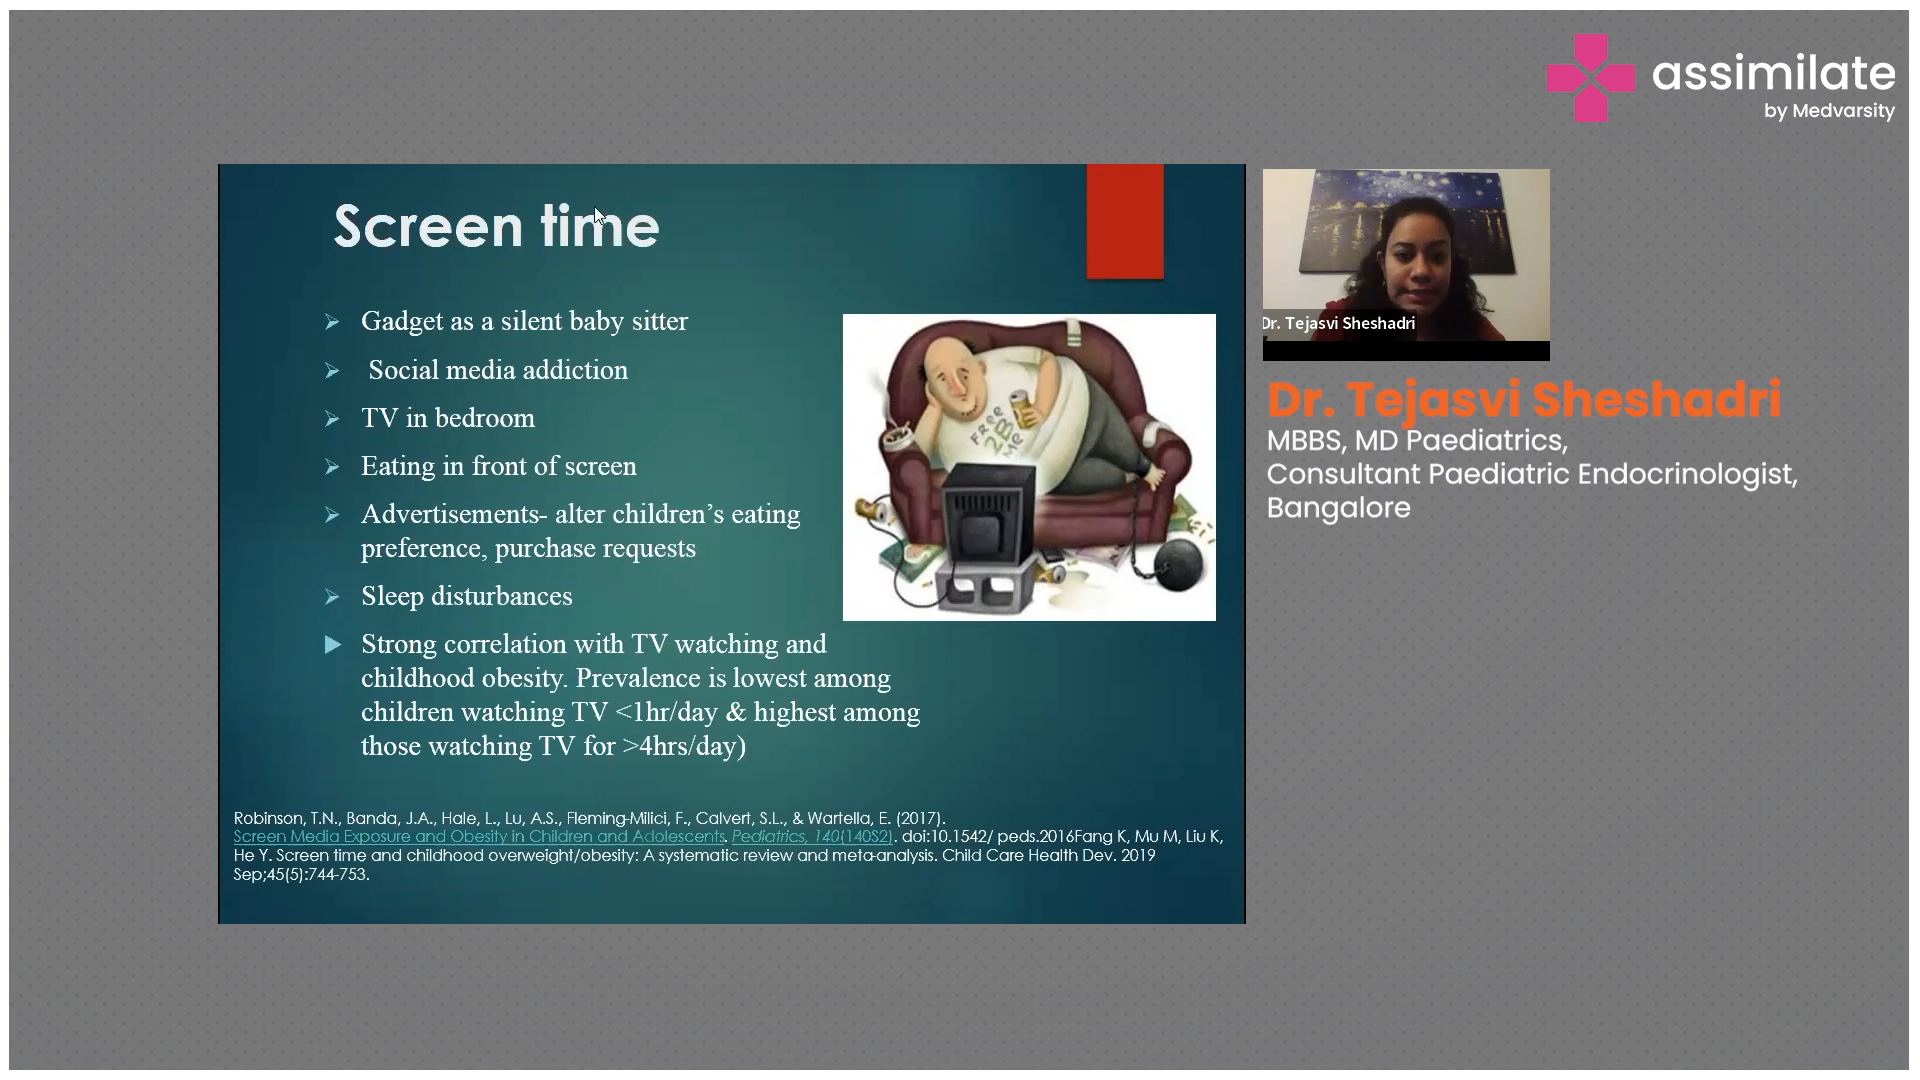 assimilate
by Medvarsity
Screen time
Gadget as a silent baby sitter
Social media addiction
TV in bedroom
Eating in front of screen
Advertisements- alter children’s eating
preference, purchase requests
Sleep disturbances
Strong correlation with TV watching and
childhood obesity. Prevalence is lowest among
children watching TV <1hr/day & highest among
those watching TV for >4hrs/day)
FREE
2B
ME
Robinson, T.N., Banda, J.A., Hale, L., Lu, A.S., Fleming-Milici, F., Calvert, S.L., & Wartella, E. (2017).
Screen Media Exposure and Obesity in Children and Adolescents. Pediatrics, 140(140S2). doi:10.1542/ peds.2016Fang K, Mu M, Liu K,
He Y. Screen time and childhood overweight/obesity: A systematic review and meta-analysis. Child Care Health Dev. 2019
Sep;45(5):744-753.
Dr. Tejasvi Sheshadri
Dr. Tejasvi Sheshadri
MBBS, MD Paediatrics,
Consultant Paediatric Endocrinologist,
Bangalore